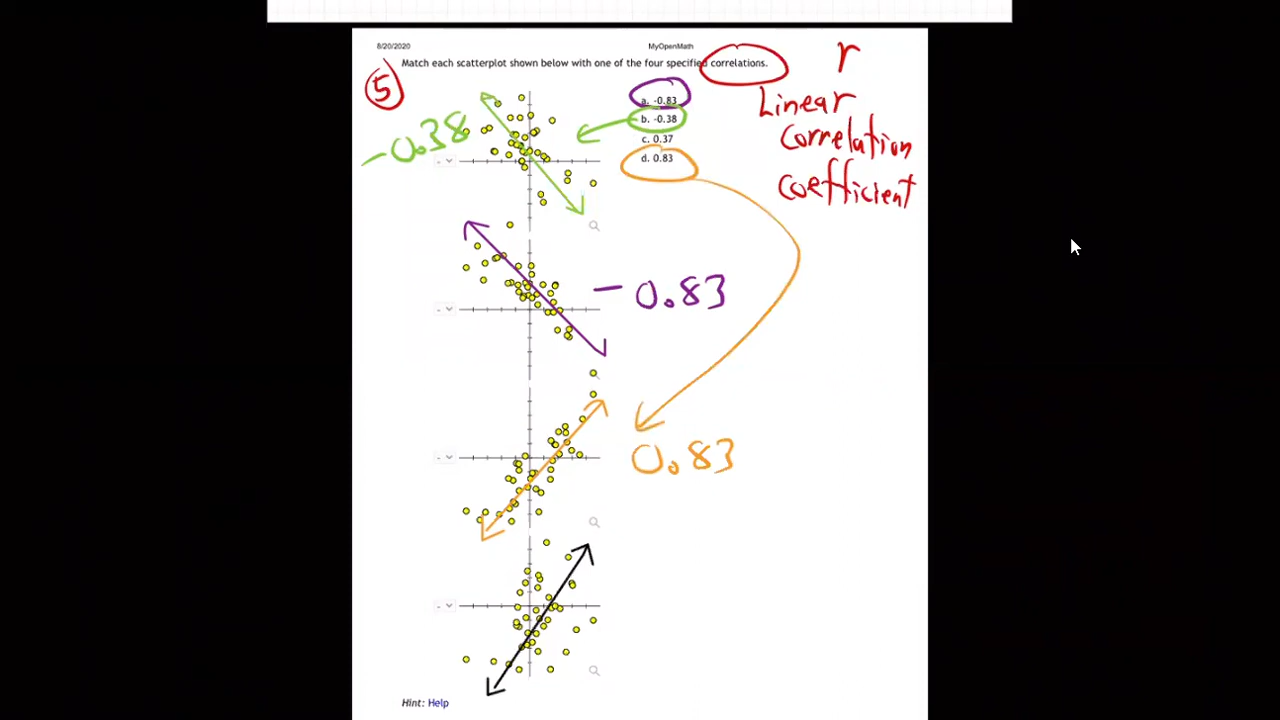 8/20/2020
MyOpenMath
Match each scatterplot shown below with one of the four specified correlations.
5
r
a. -0.83
b. -0.38
c. 0.37
d. 0.83
Linear
correlation
coefficient
-0.38
-0.83
0.83
Hint: Help